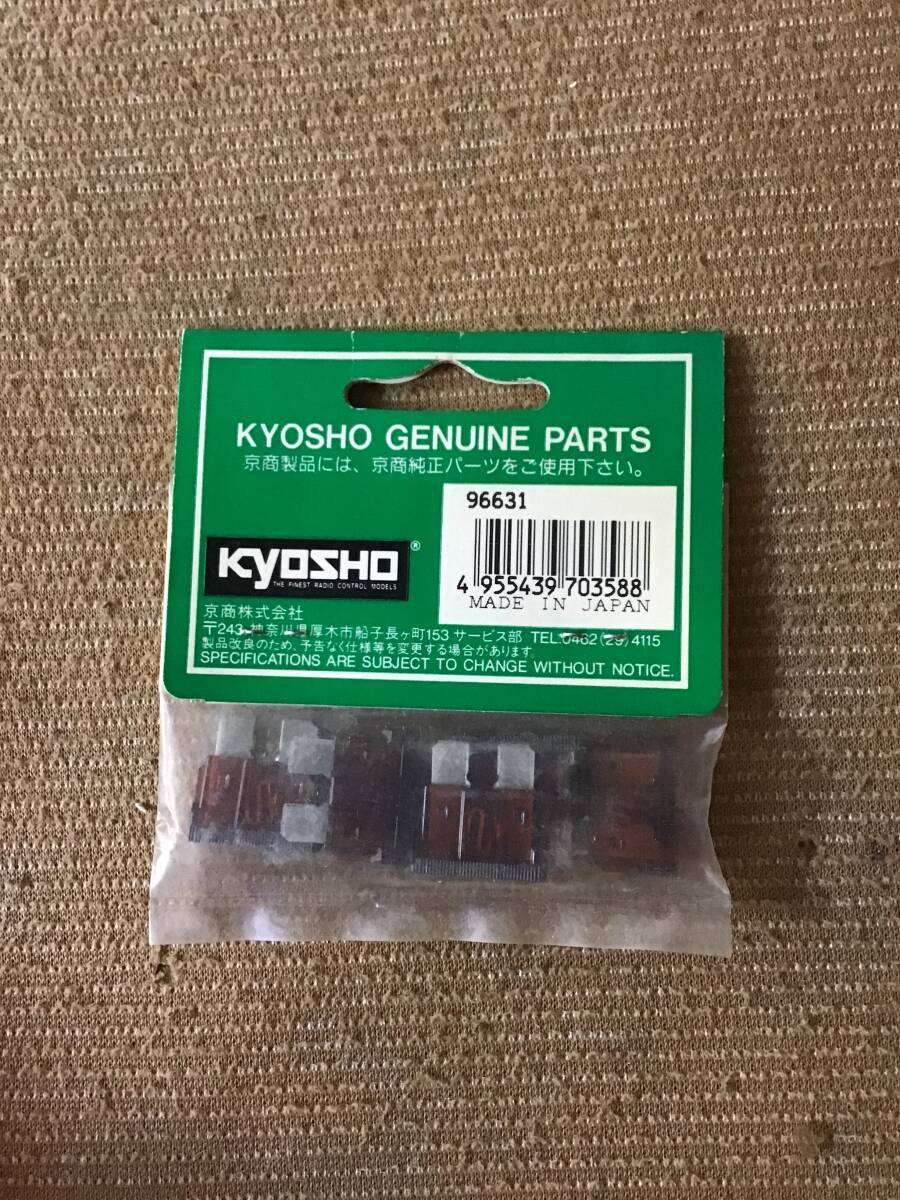 KYOSHO GENUINE PARTS
京商製品には、京商純正パーツをご使用下さい。
96631
4 955439 703588
MADE IN JAPAN
KYOSHO®
THE FINEST RADIO CONTROL MODELS
京商株式会社
〒243 神奈川県厚木市船子長ヶ町153 サービス部 TEL.0462(29)4115
製品改良のため、予告なく仕様等を変更する場合があります。
SPECIFICATIONS ARE SUBJECT TO CHANGE WITHOUT NOTICE.